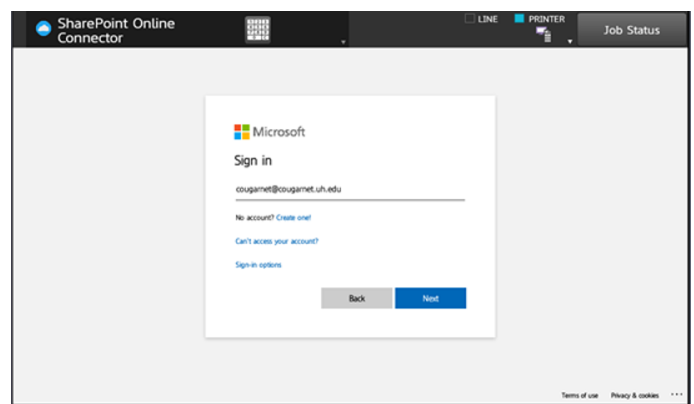 SharePoint Online
Connector
LINE
PRINTER
Job Status
Microsoft
Sign in
cougarnet@cougarnet.uh.edu
No account? Create one!
Can't access your account?
Sign-in options
Back
Next
Terms of use
Privacy & cookies
...